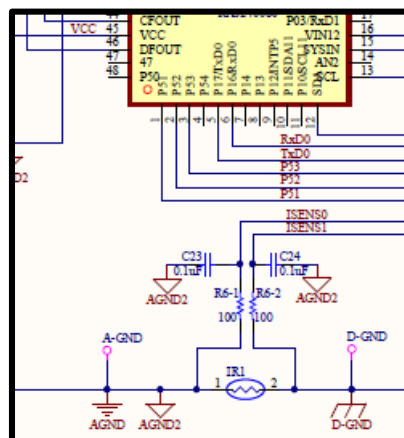 44 CFOUT P03/RxD1 17
VCC 45 VCC VIN12 16
46 DFOUT SYSIN 15
47 47 AN2 14
48 P50 SCL 13
P51 P52 P53 P54 P17/TxD0 P16/RxD0 P14 P13 P12/INTP5 P11/SDA11 P10/SCL11 SDA
1 2 3 4 5 6 7 8 9 10 11 12
RxD0
TxD0
P53
P52
P51
AGND2
ISENS0
ISENS1
C23 C24
0.1uF 0.1uF
AGND2 AGND2
R6-1 R6-2
100 100
A-GND D-GND
IR1
1 2
AGND AGND2 D-GND